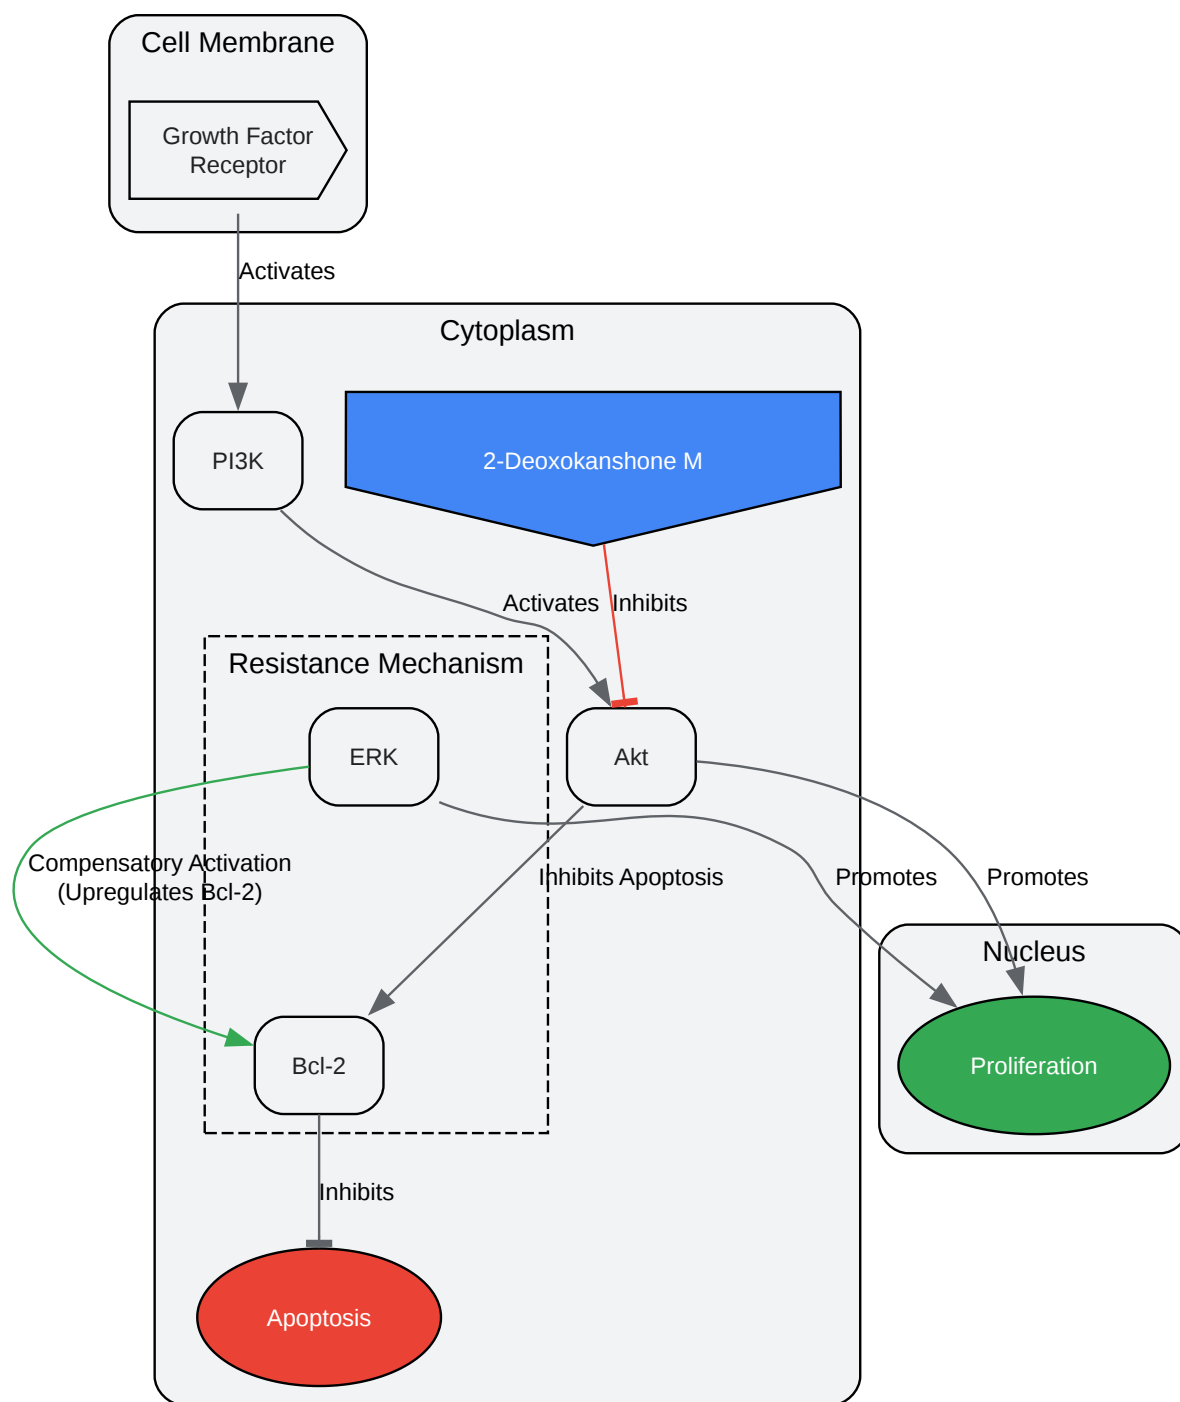 Cell Membrane
Growth Factor
Receptor
Activates
Cytoplasm
PI3K
2-Deoxokanshone M
Activates
Inhibits
Resistance Mechanism
ERK
Akt
Compensatory Activation
(Upregulates Bcl-2)
Inhibits Apoptosis
Promotes
Promotes
Nucleus
Bcl-2
Proliferation
Inhibits
Apoptosis